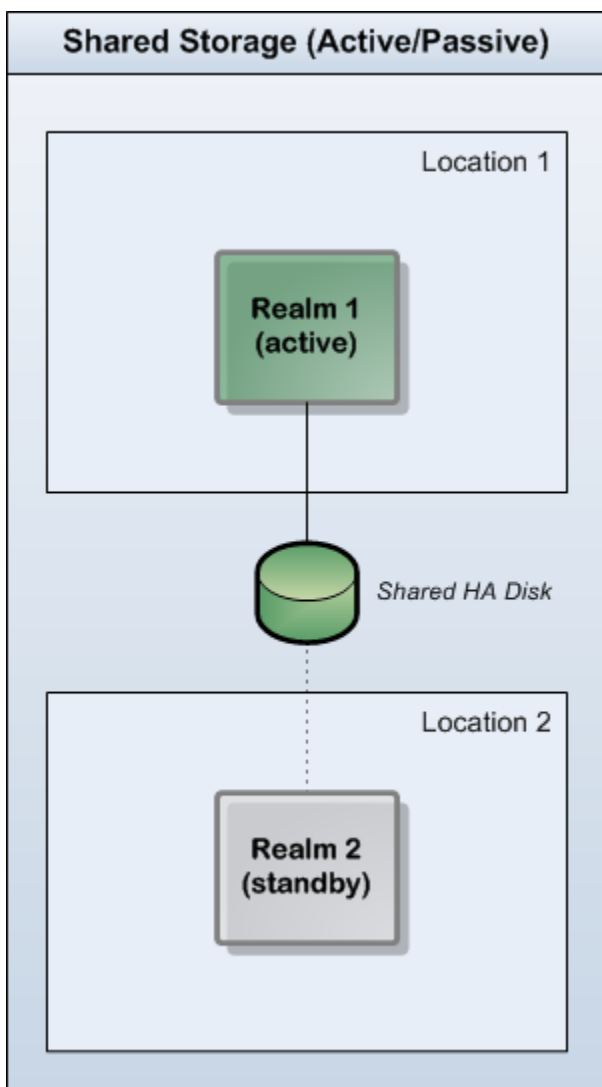 Shared Storage (Active/Passive)
Location 1
Realm 1
(active)
Shared HA Disk
Location 2
Realm 2
(standby)